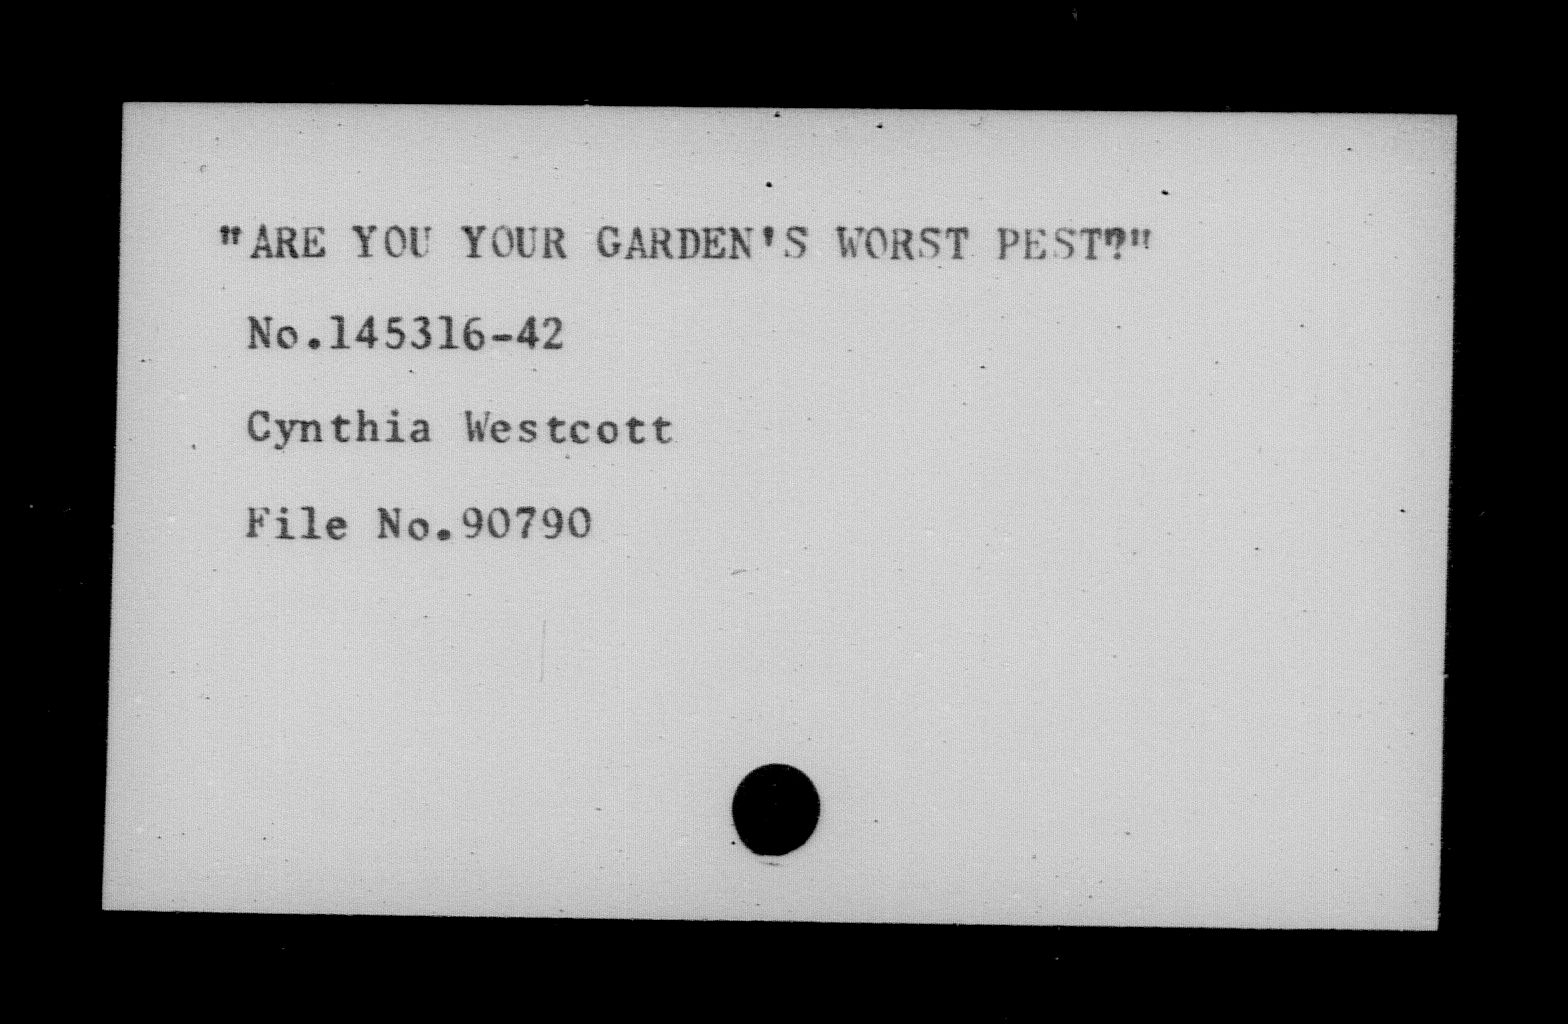 "ARE YOU YOUR GARDEN'S WORST PEST?"
No.145316-42
Cynthia Westcott
File No.90790